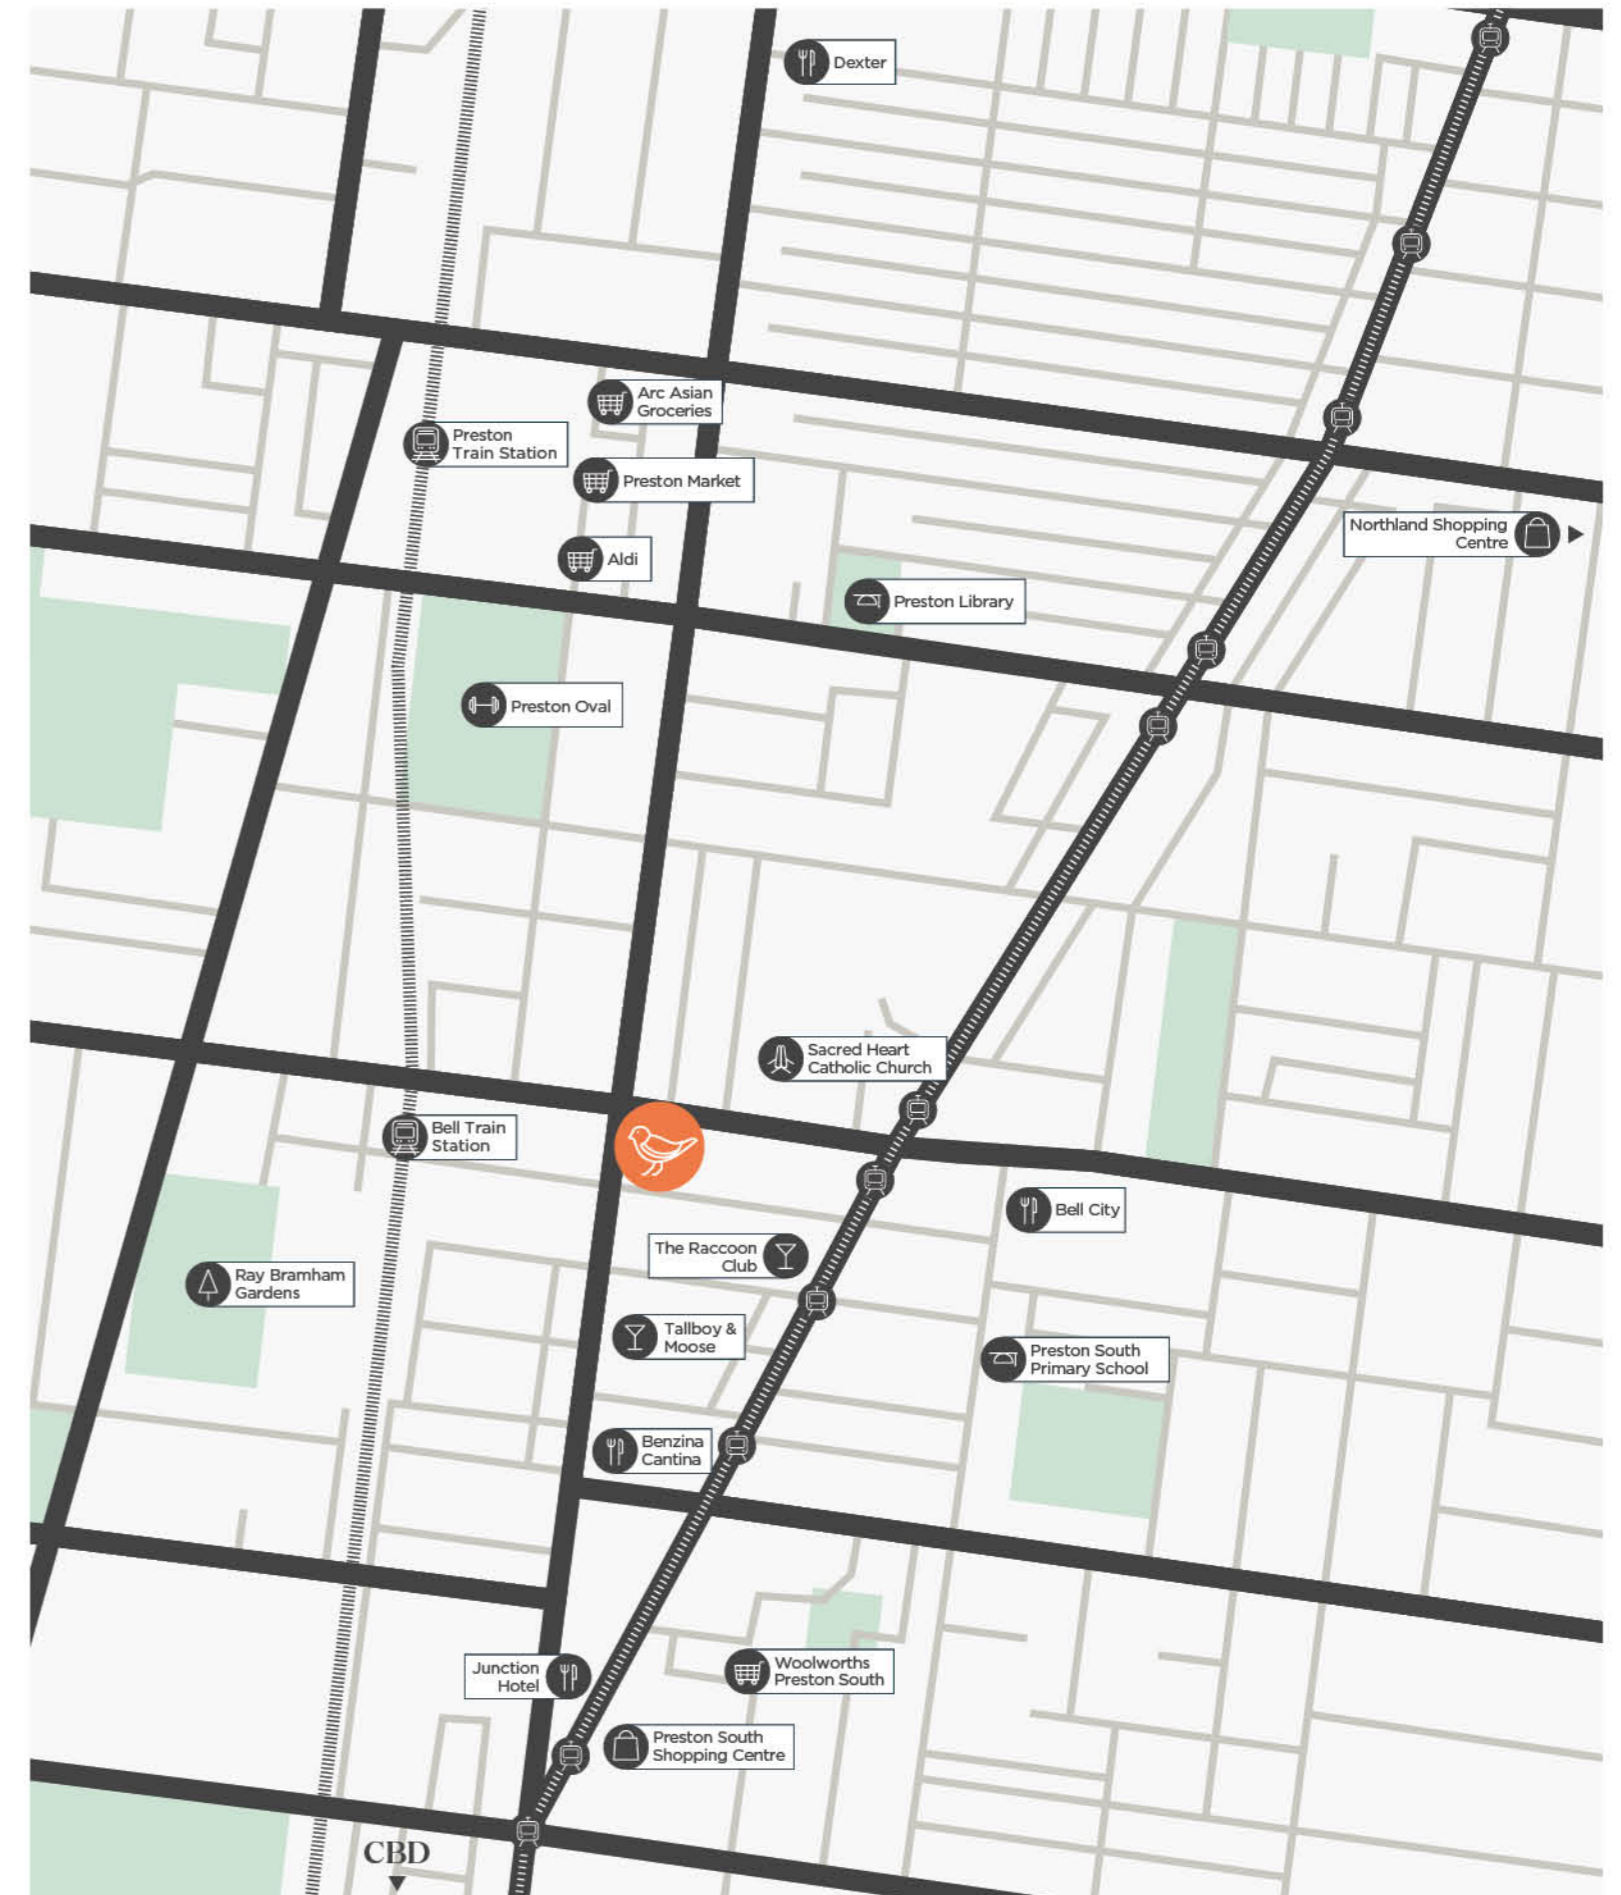 Dexter
Arc Asian
Groceries
Preston
Train Station
Preston Market
Northland Shopping
Centre
Aldi
Preston Library
Preston Oval
Sacred Heart
Catholic Church
Bell Train
Station
Bell City
The Raccoon
Club
Ray Bramham
Gardens
Tallboy &
Moose
Preston South
Primary School
Benzina
Cantina
Junction
Hotel
Woolworths
Preston South
Preston South
Shopping Centre
CBD